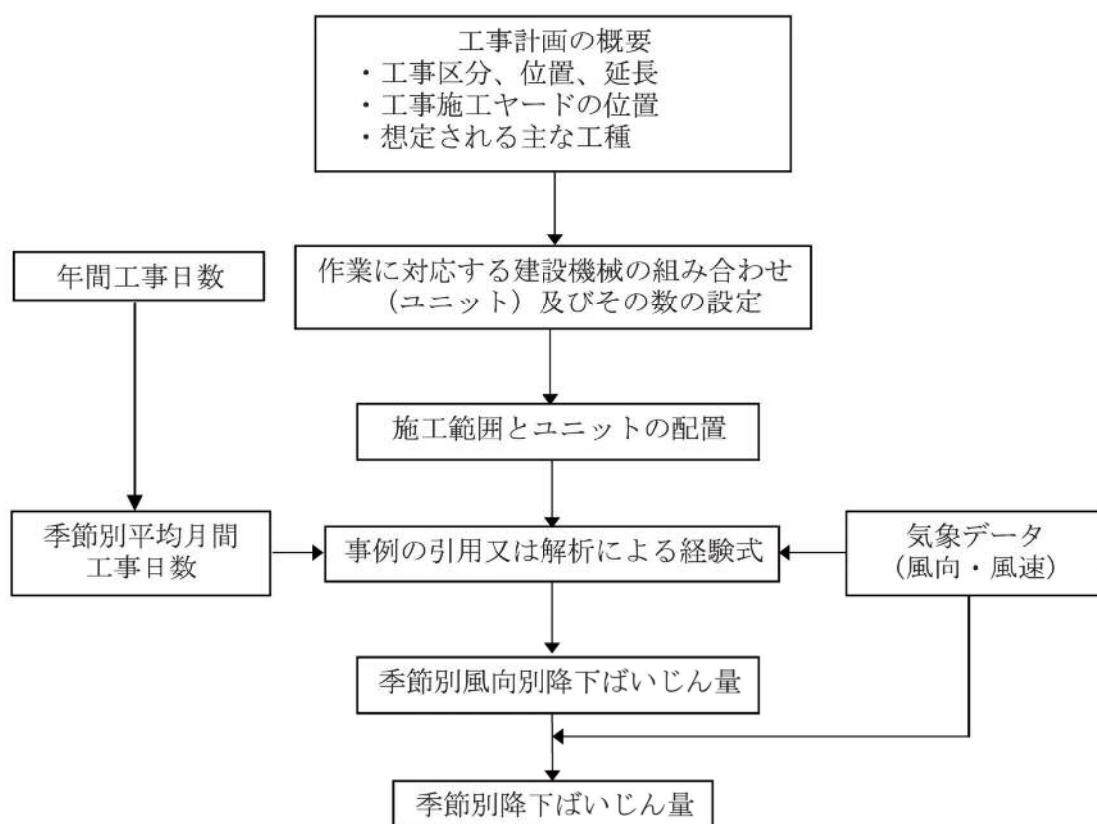 工事計画の概要
・工事区分、位置、延長
・工事施工ヤードの位置
・想定される主な工種
年間工事日数
作業に対応する建設機械の組み合わせ
（ユニット）及びその数の設定
施工範囲とユニットの配置
季節別平均月間
工事日数
事例の引用又は解析による経験式
気象データ
(風向・風速)
季節別風向別降下ばいじん量
季節別降下ばいじん量